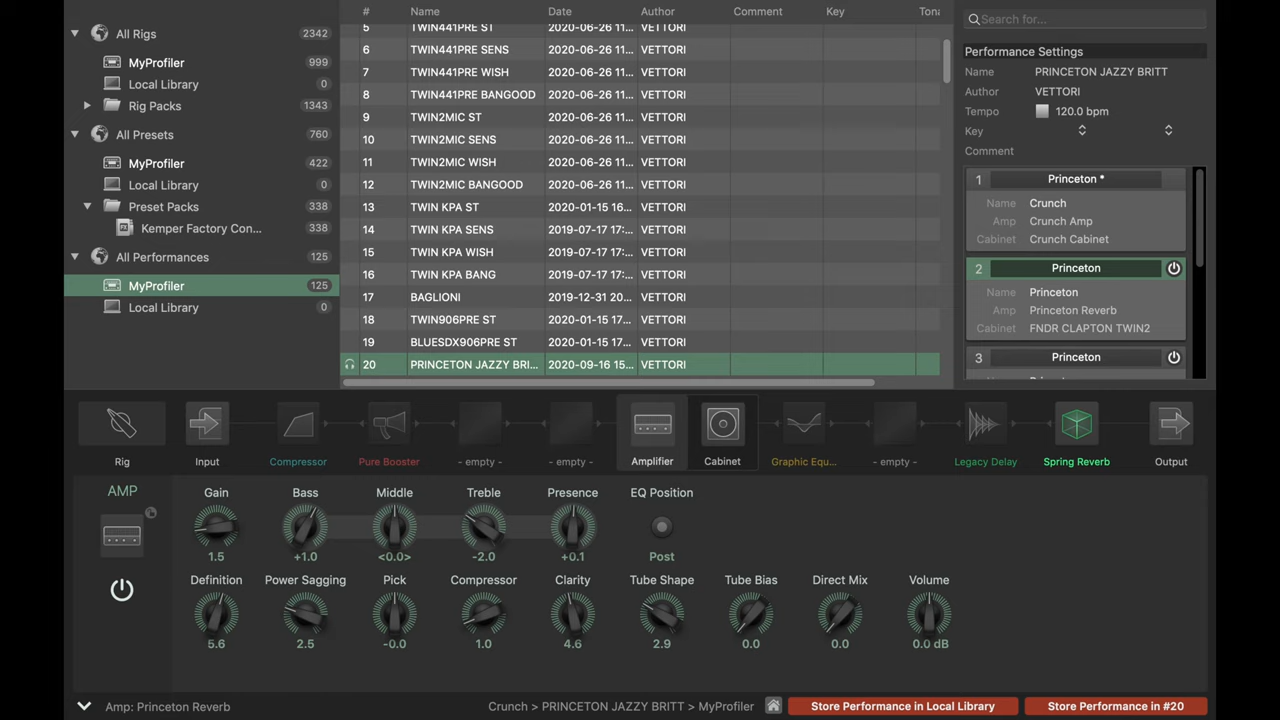 All Rigs 2342
MyProfiler 999
Local Library 0
Rig Packs 1343
All Presets 760
MyProfiler 422
Local Library 0
Preset Packs 338
Kemper Factory Con... 338
All Performances 125
MyProfiler 125
Local Library 0
# Name Date Author Comment Key Tona
5 TWIN441PRE ST 2020-06-26 11... VETTORI
6 TWIN441PRE SENS 2020-06-26 11... VETTORI
7 TWIN441PRE WISH 2020-06-26 11... VETTORI
8 TWIN441PRE BANGOOD 2020-06-26 11... VETTORI
9 TWIN2MIC ST 2020-06-26 11... VETTORI
10 TWIN2MIC SENS 2020-06-26 11... VETTORI
11 TWIN2MIC WISH 2020-06-26 11... VETTORI
12 TWIN2MIC BANGOOD 2020-06-26 11... VETTORI
13 TWIN KPA ST 2020-01-15 16... VETTORI
14 TWIN KPA SENS 2019-07-17 17:... VETTORI
15 TWIN KPA WISH 2019-07-17 17:... VETTORI
16 TWIN KPA BANG 2019-07-17 17:... VETTORI
17 BAGLIONI 2019-12-31 20... VETTORI
18 TWIN906PRE ST 2020-01-15 17... VETTORI
19 BLUESDX906PRE ST 2020-01-15 17... VETTORI
20 PRINCETON JAZZY BRI... 2020-09-16 15... VETTORI
Search for...
Performance Settings
Name PRINCETON JAZZY BRITT
Author VETTORI
Tempo 120.0 bpm
Key
Comment
1 Princeton *
Name Crunch
Amp Crunch Amp
Cabinet Crunch Cabinet
2 Princeton
Name Princeton
Amp Princeton Reverb
Cabinet FNDR CLAPTON TWIN2
3 Princeton
Rig Input Compressor Pure Booster - empty - - empty - Amplifier Cabinet Graphic Equ... - empty - Legacy Delay Spring Reverb Output
AMP
Gain Bass Middle Treble Presence EQ Position
1.5 +1.0 <0.0> -2.0 +0.1 Post
Definition Power Sagging Pick Compressor Clarity Tube Shape Tube Bias Direct Mix Volume
5.6 2.5 -0.0 1.0 4.6 2.9 0.0 0.0 0.0 dB
Amp: Princeton Reverb
Crunch > PRINCETON JAZZY BRITT > MyProfiler
Store Performance in Local Library
Store Performance in #20